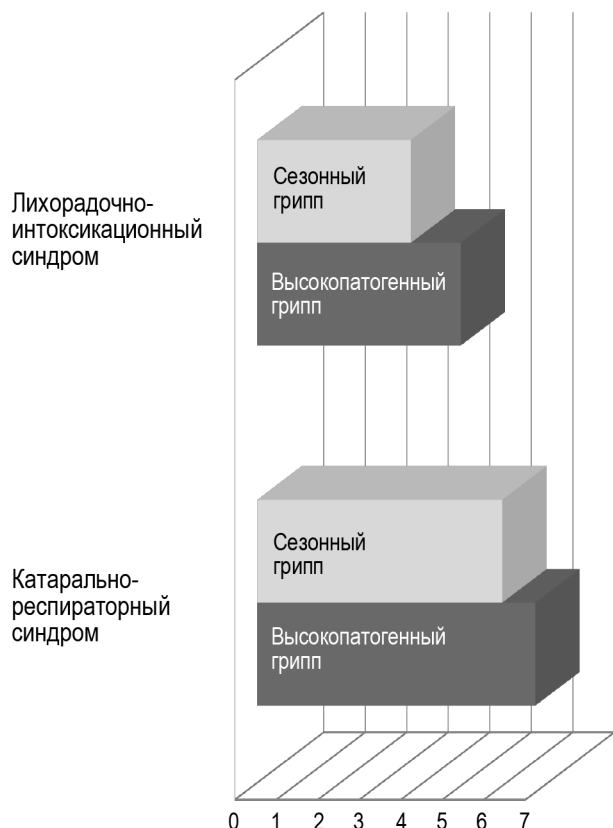 Лихорадочно-
интоксикационный
синдром
Сезонный
грипп
Высокопатогенный
грипп
Катарально-
респираторный
синдром
Сезонный
грипп
Высокопатогенный
грипп
0 1 2 3 4 5 6 7